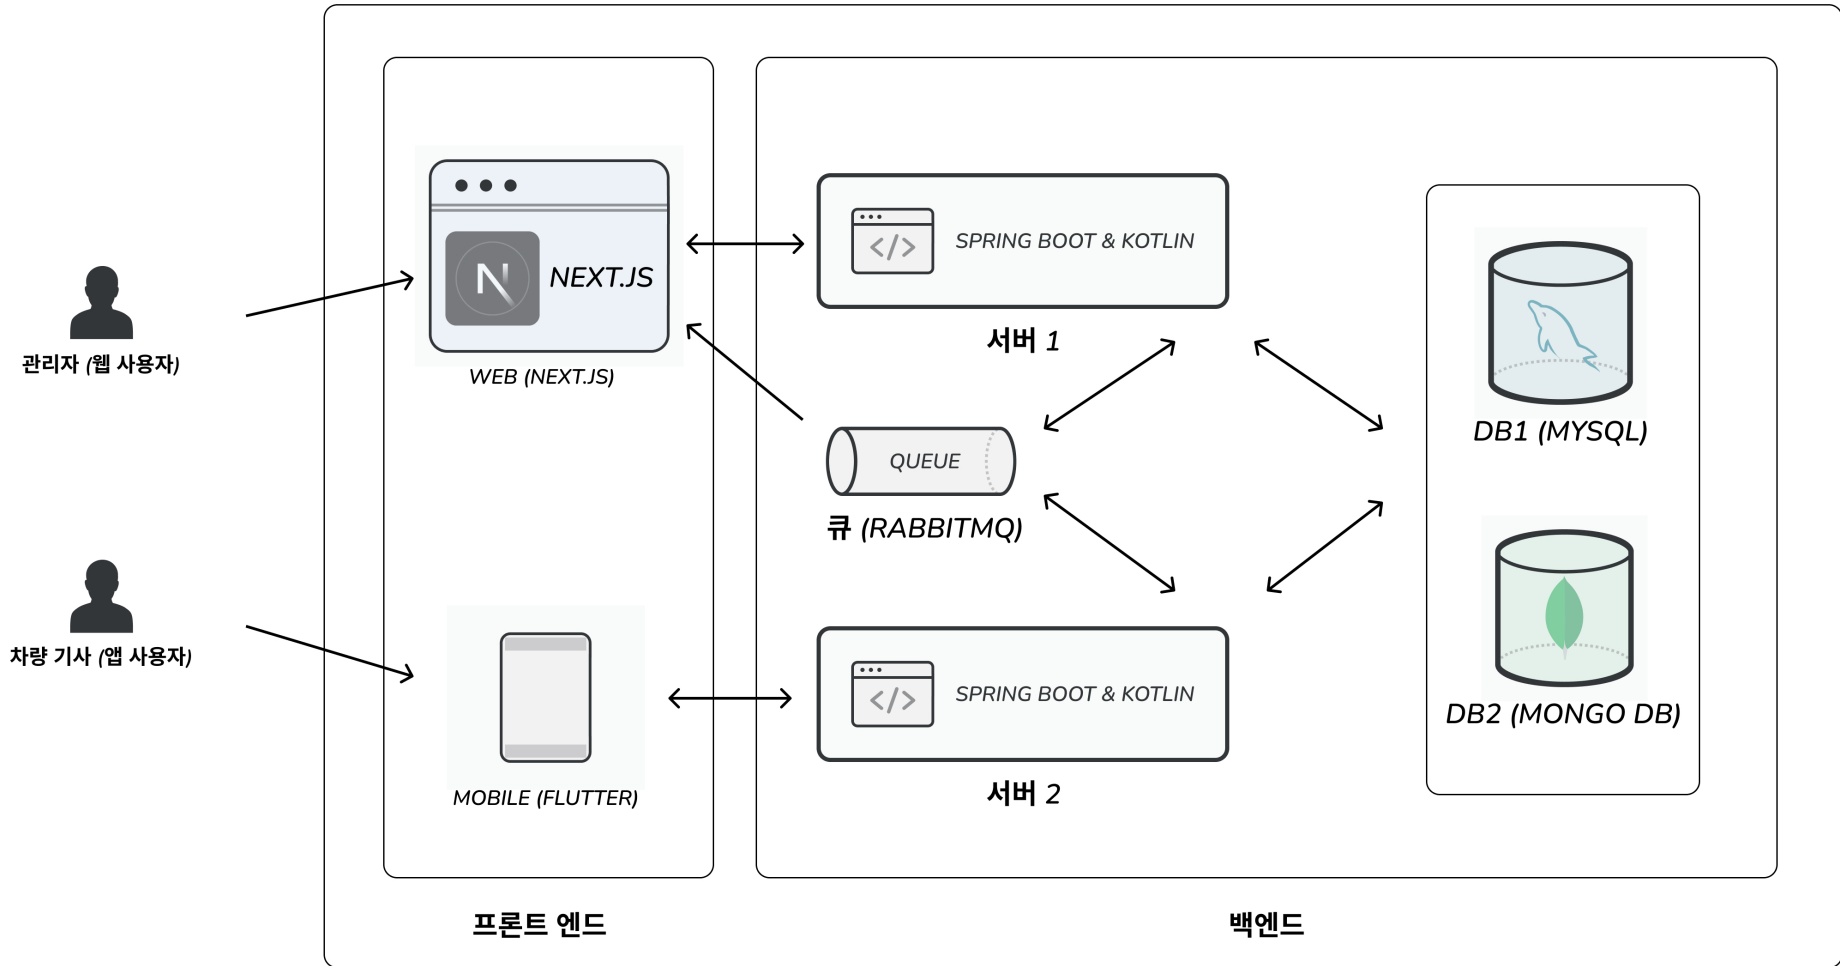 관리자 (웹 사용자)
차량 기사 (앱 사용자)
N
NEXT.JS
WEB (NEXT.JS)
MOBILE (FLUTTER)
프론트 엔드
</> SPRING BOOT & KOTLIN
서버 1
QUEUE
큐 (RABBITMQ)
</> SPRING BOOT & KOTLIN
서버 2
DB1 (MYSQL)
DB2 (MONGO DB)
백엔드